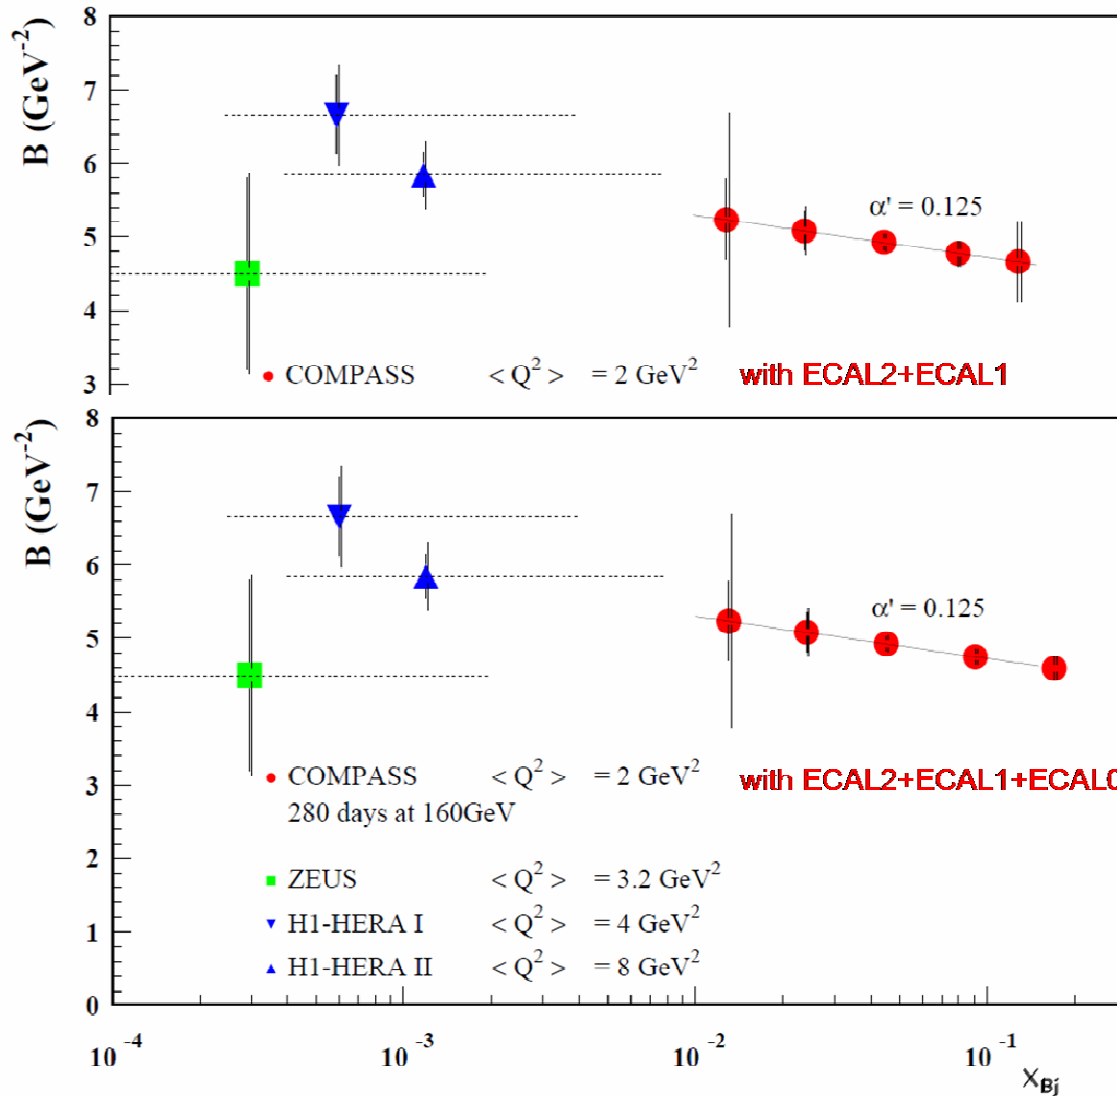 8
7
6
5
4
3
B (GeV⁻²)
α' = 0.125
COMPASS < Q² > = 2 GeV² with ECAL2+ECAL1
8
7
6
5
4
3
2
1
0
B (GeV⁻²)
α' = 0.125
COMPASS < Q² > = 2 GeV² with ECAL2+ECAL1+ECAL0
280 days at 160GeV
ZEUS < Q² > = 3.2 GeV²
H1-HERA I < Q² > = 4 GeV²
H1-HERA II < Q² > = 8 GeV²
10⁻⁴ 10⁻³ 10⁻² 10⁻¹
X_Bj